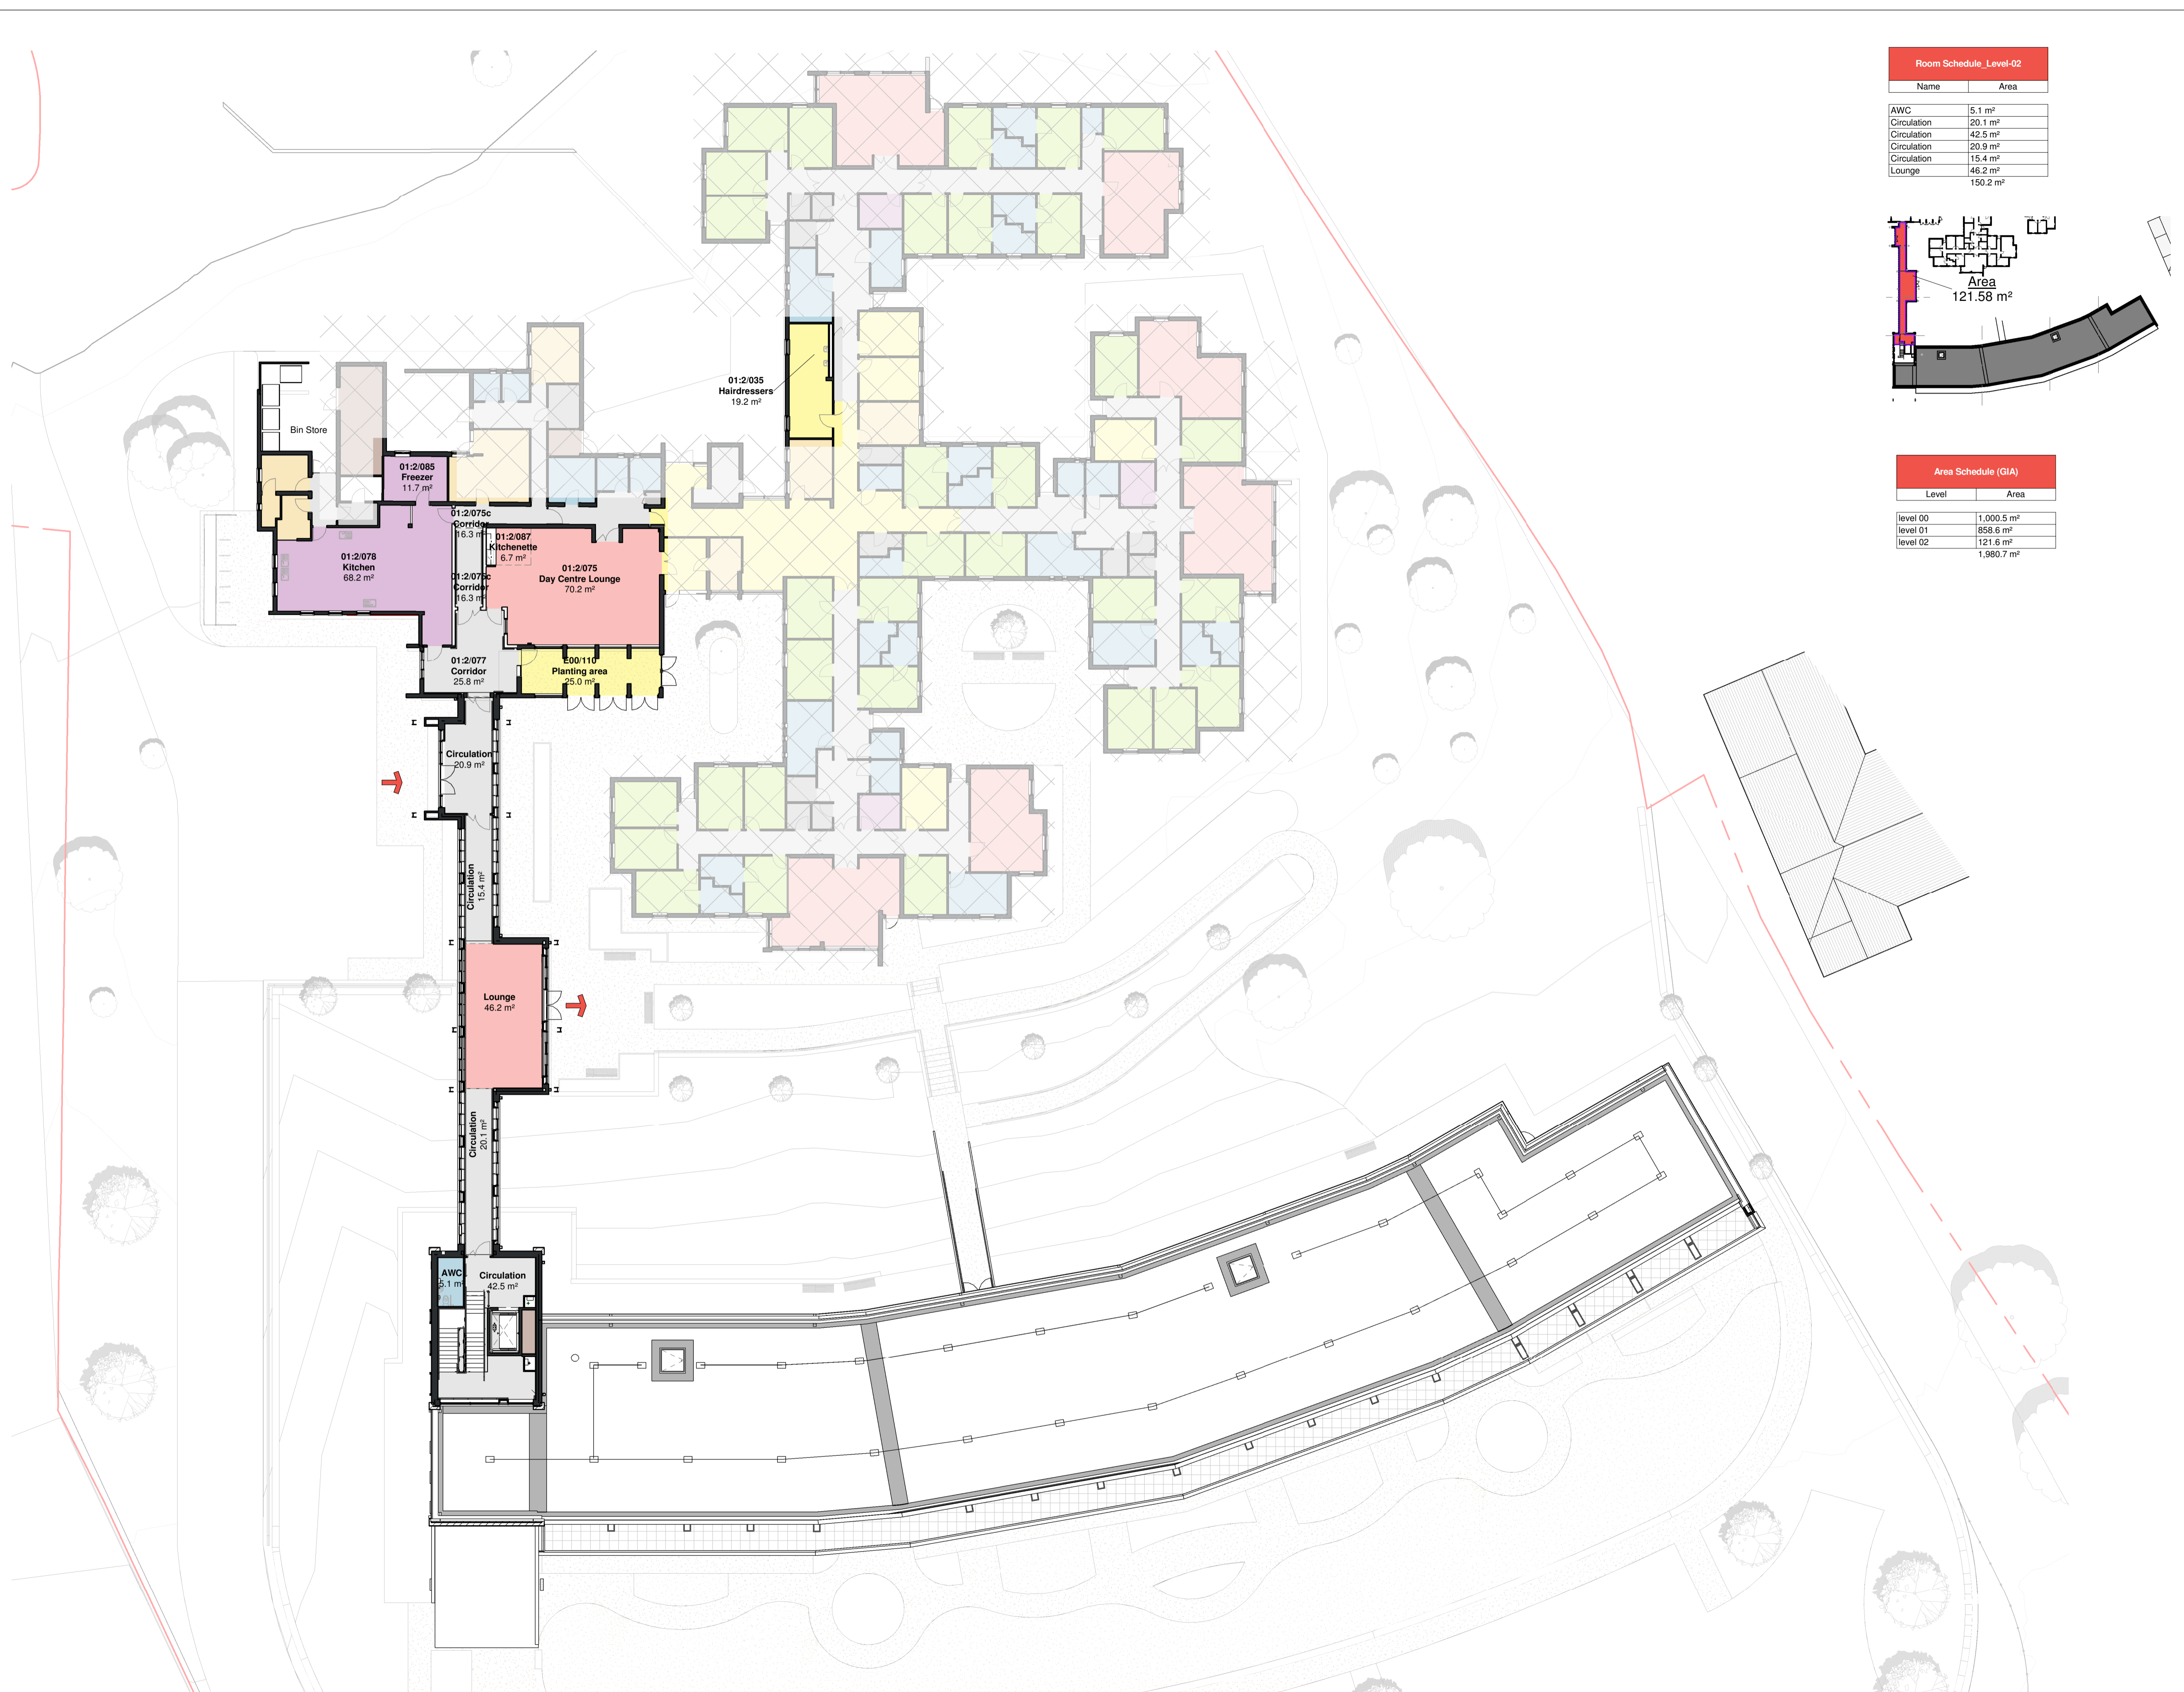 Room Schedule_Level-02
Name Area
AWC 5.1 m²
Circulation 20.1 m²
Circulation 42.5 m²
Circulation 20.9 m²
Circulation 15.4 m²
Lounge 46.2 m²
150.2 m²
Area
121.58 m²
Area Schedule (GIA)
Level Area
level 00 1,000.5 m²
level 01 858.6 m²
level 02 121.6 m²
1,980.7 m²
01:2/035
Hairdressers
19.2 m²
Bin Store
01:2/085
Freezer
11.7 m²
01:2/075c
Corridor
16.3 m²
01:2/087
Kitchenette
6.7 m²
01:2/078
Kitchen
68.2 m²
01:2/075c
Corridor
16.3 m²
01:2/075
Day Centre Lounge
70.2 m²
01:2/077
Corridor
25.8 m²
E00/110
Planting area
25.0 m²
Circulation
20.9 m²
Circulation
15.4 m²
Lounge
46.2 m²
Circulation
20.1 m²
AWC
5.1 m²
Circulation
42.5 m²